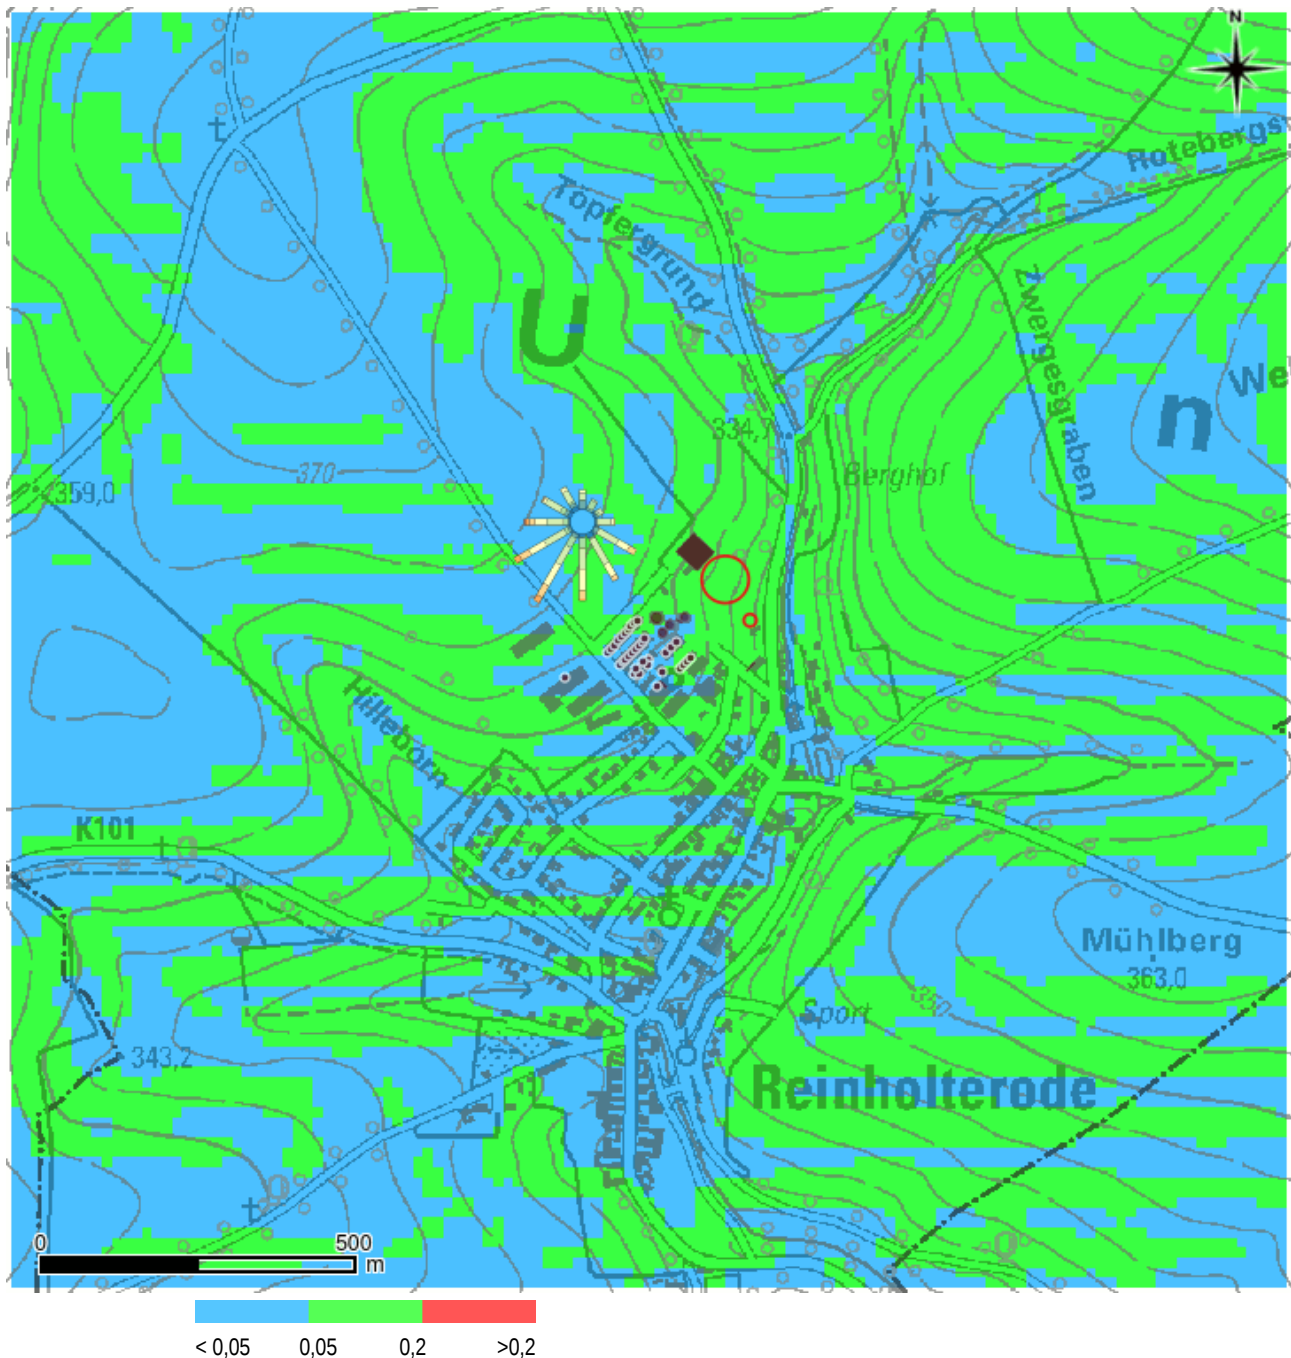 N
Rotebergs
Töpfergrund
Zwergesgraben
U
We
n
334,7
Berghof
370
359,0
Hilleborn
K101
Mühlberg
363,0
350
Sport
343,2
Reinholterode
0 500
m
< 0,05 0,05 0,2 >0,2